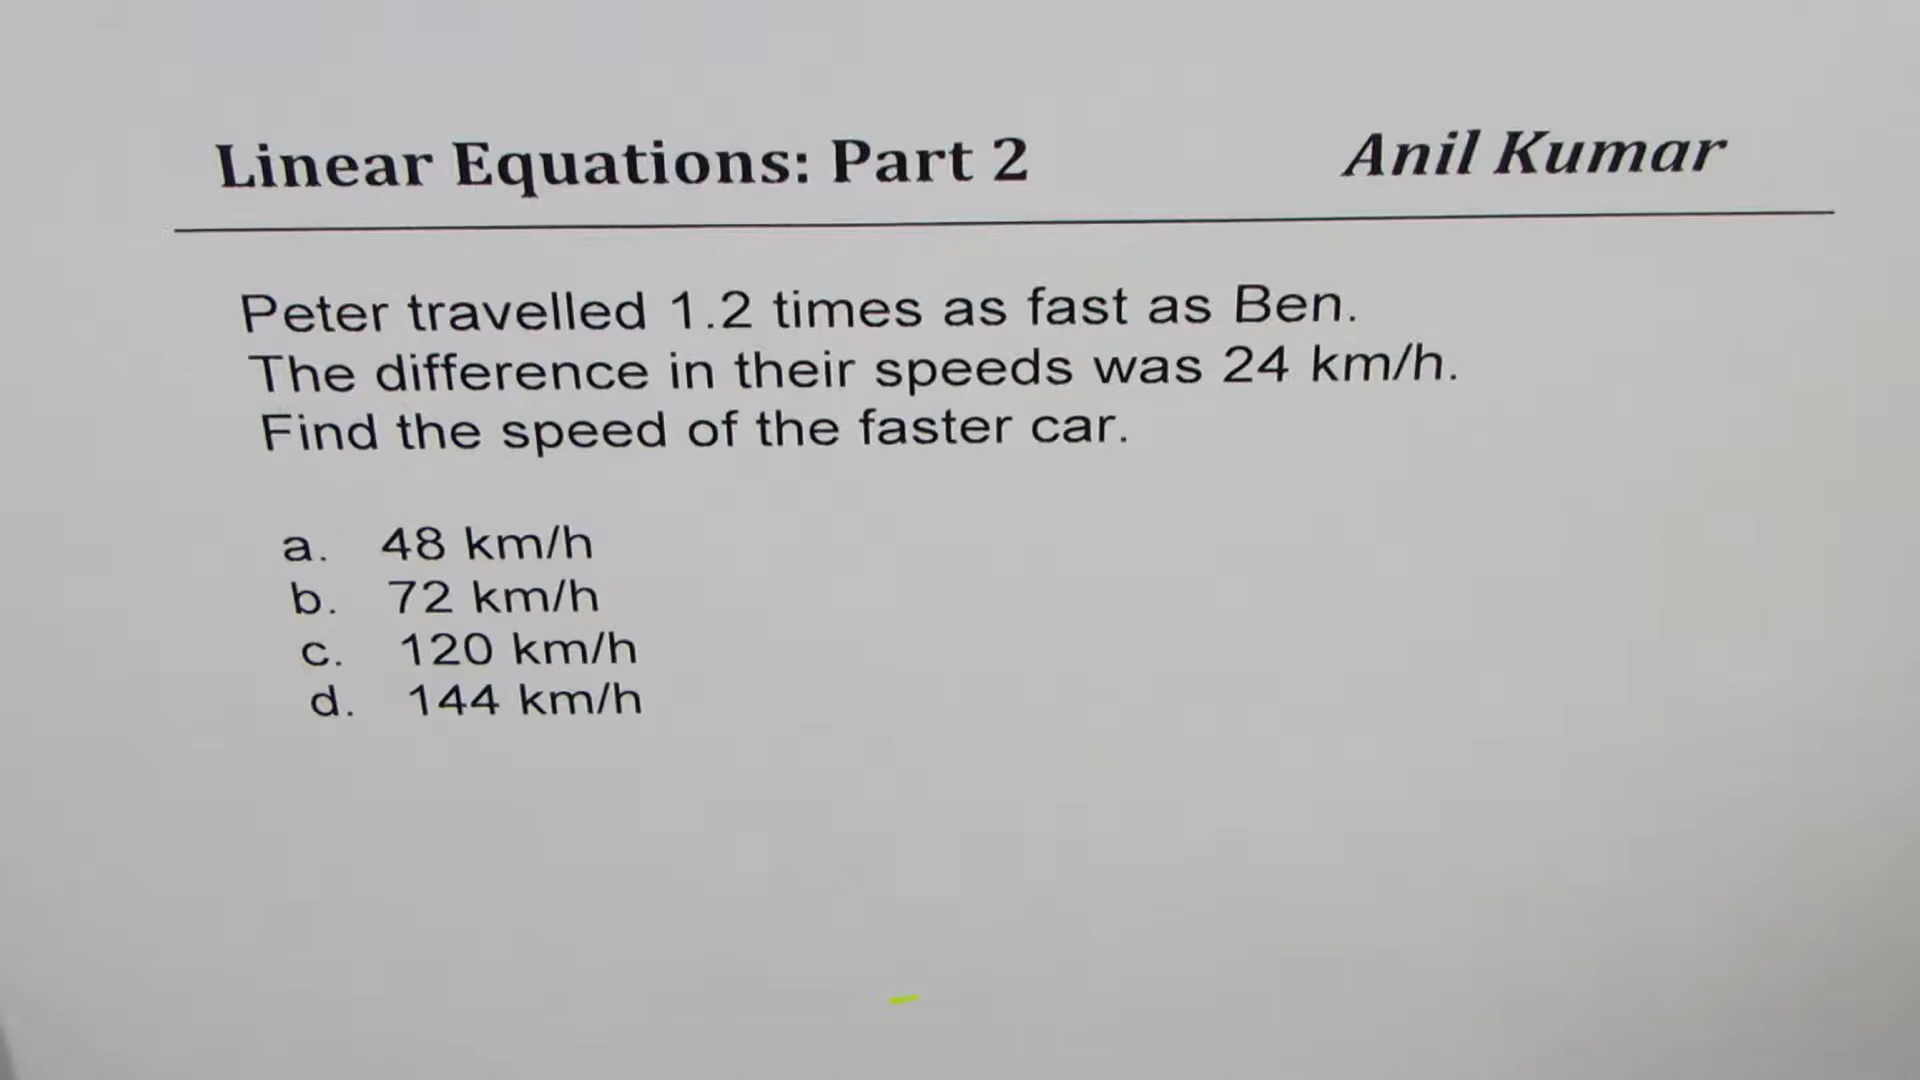 Linear Equations: Part 2
Anil Kumar
Peter travelled 1.2 times as fast as Ben.
The difference in their speeds was 24 km/h.
Find the speed of the faster car.
a. 48 km/h
b. 72 km/h
c. 120 km/h
d. 144 km/h